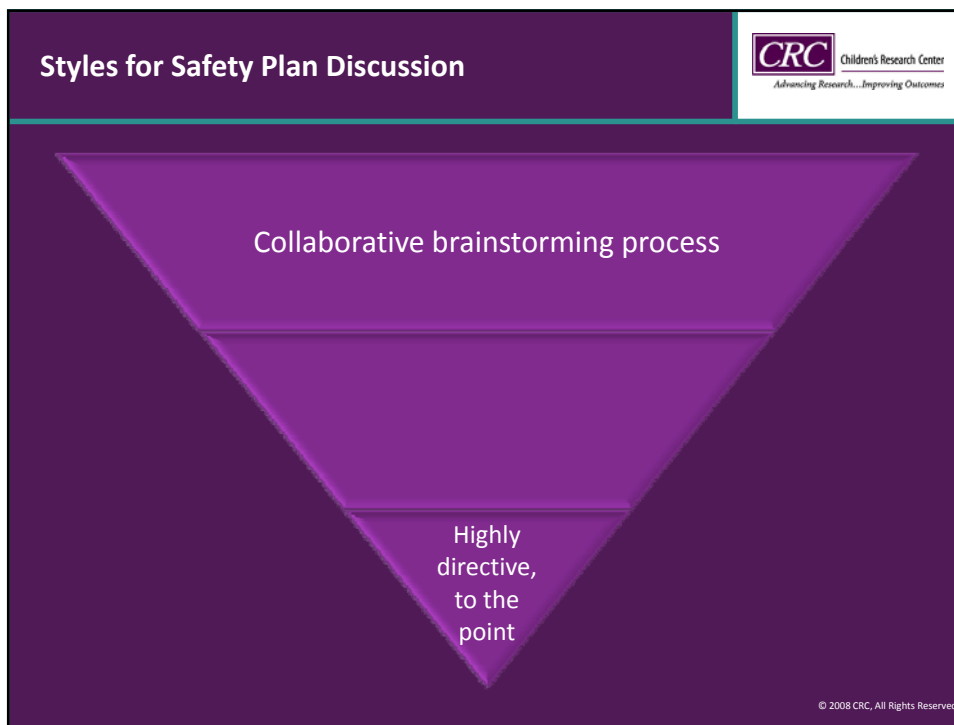 Styles for Safety Plan Discussion
CRC Children's Research Center
Advancing Research...Improving Outcomes
Collaborative brainstorming process
Highly
directive,
to the
point
© 2008 CRC, All Rights Reserved